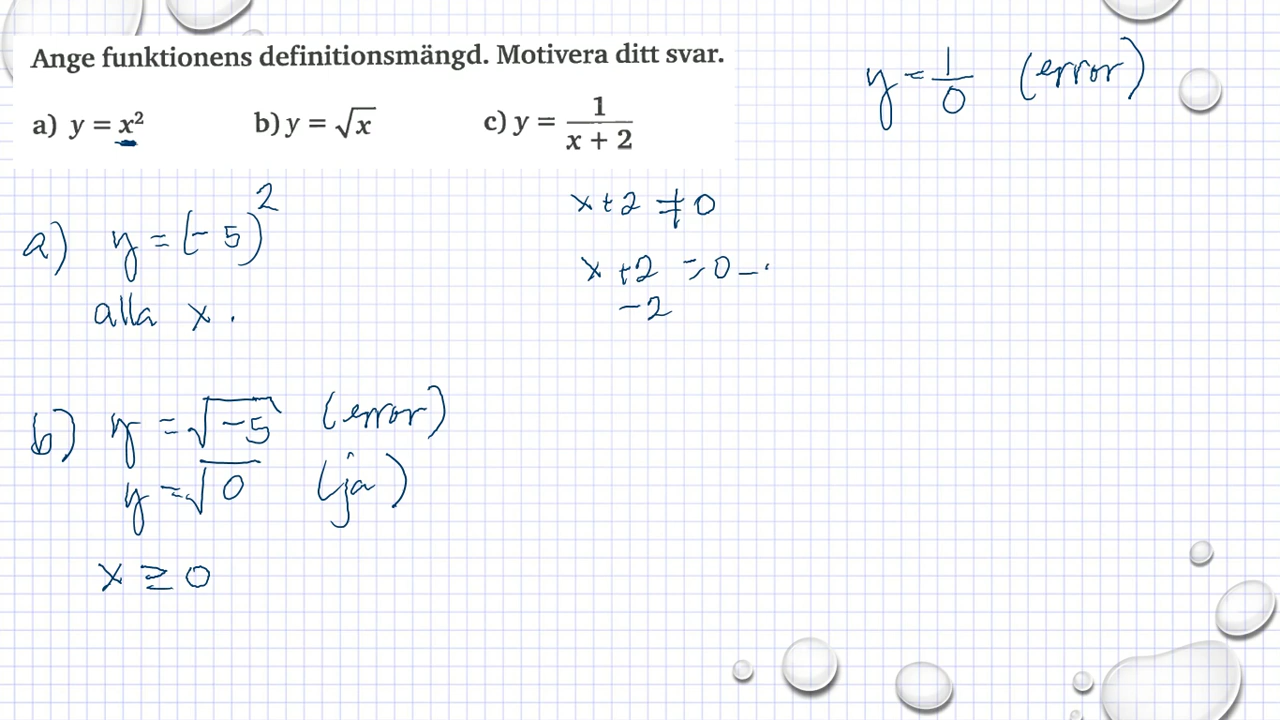 Ange funktionens definitionsmängd. Motivera ditt svar.
a) y = x²
b) y = √x
c) y = 1/(x + 2)
y = 1/0 (error)
a) y = (-5)²
alla x.
x+2 ≠ 0
x+2 = 0 -
-2
b) y = √-5 (error)
y = √0 (ja)
x ≥ 0